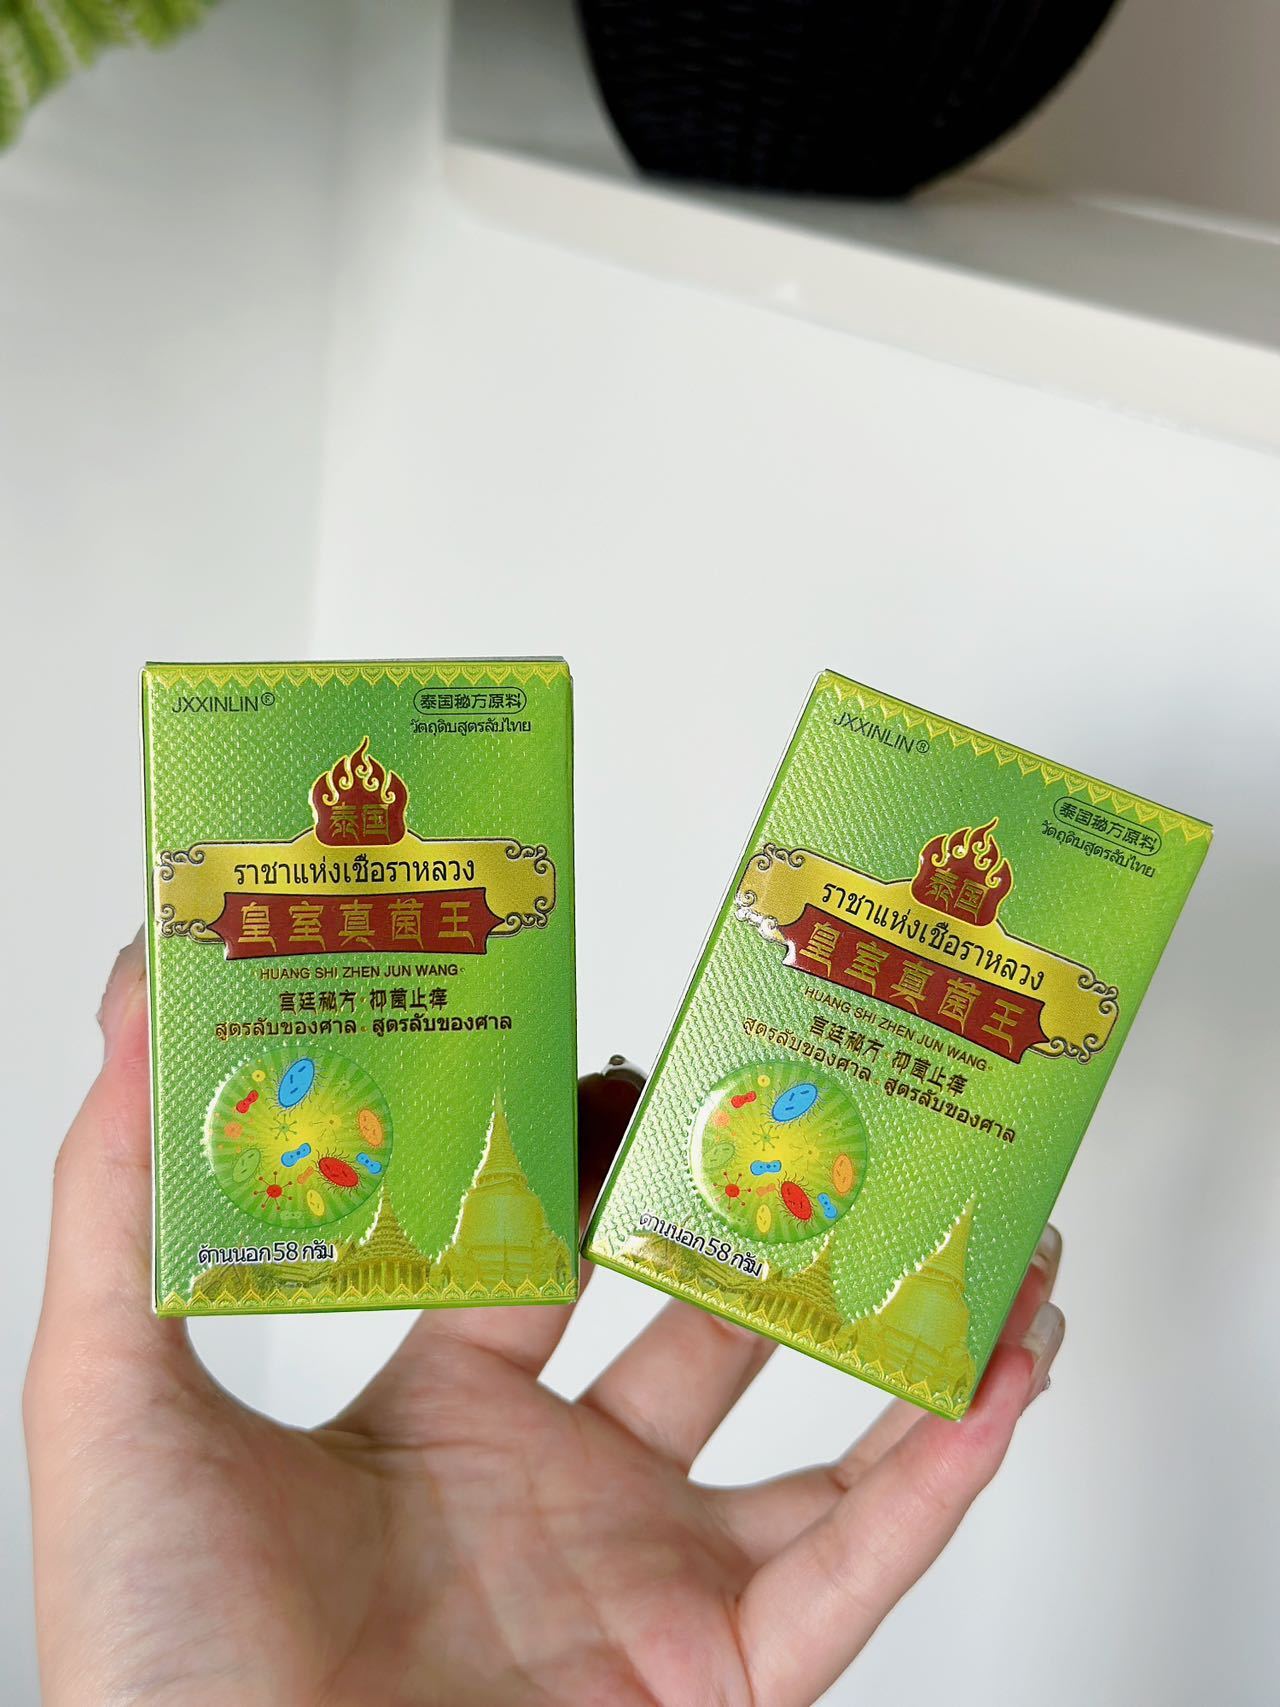 JXXINLIN®
泰国秘方原料
วัตถุดิบสูตรลับไทย
泰国
ราชาแห่งเชื้อราหลวง
皇室真菌王
HUANG SHI ZHEN JUN WANG
宫廷秘方·抑菌止痒
สูตรลับของศาล·สูตรลับของศาล
ด้านนอก58 กรัม
JXXINLIN®
泰国秘方原料
วัตถุดิบสูตรลับไทย
泰国
ราชาแห่งเชื้อราหลวง
皇室真菌王
HUANG SHI ZHEN JUN WANG
宫廷秘方·抑菌止痒
สูตรลับของศาล·สูตรลับของศาล
ด้านนอก58 กรัม